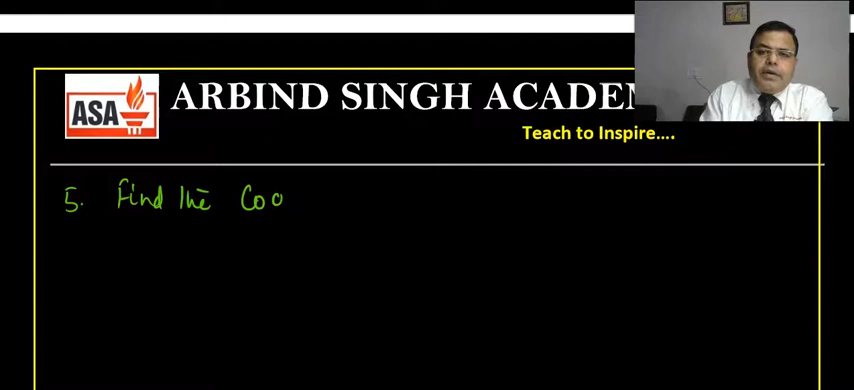 ASA
ARBIND SINGH ACADEM
Teach to Inspire....
5. Find the Coo